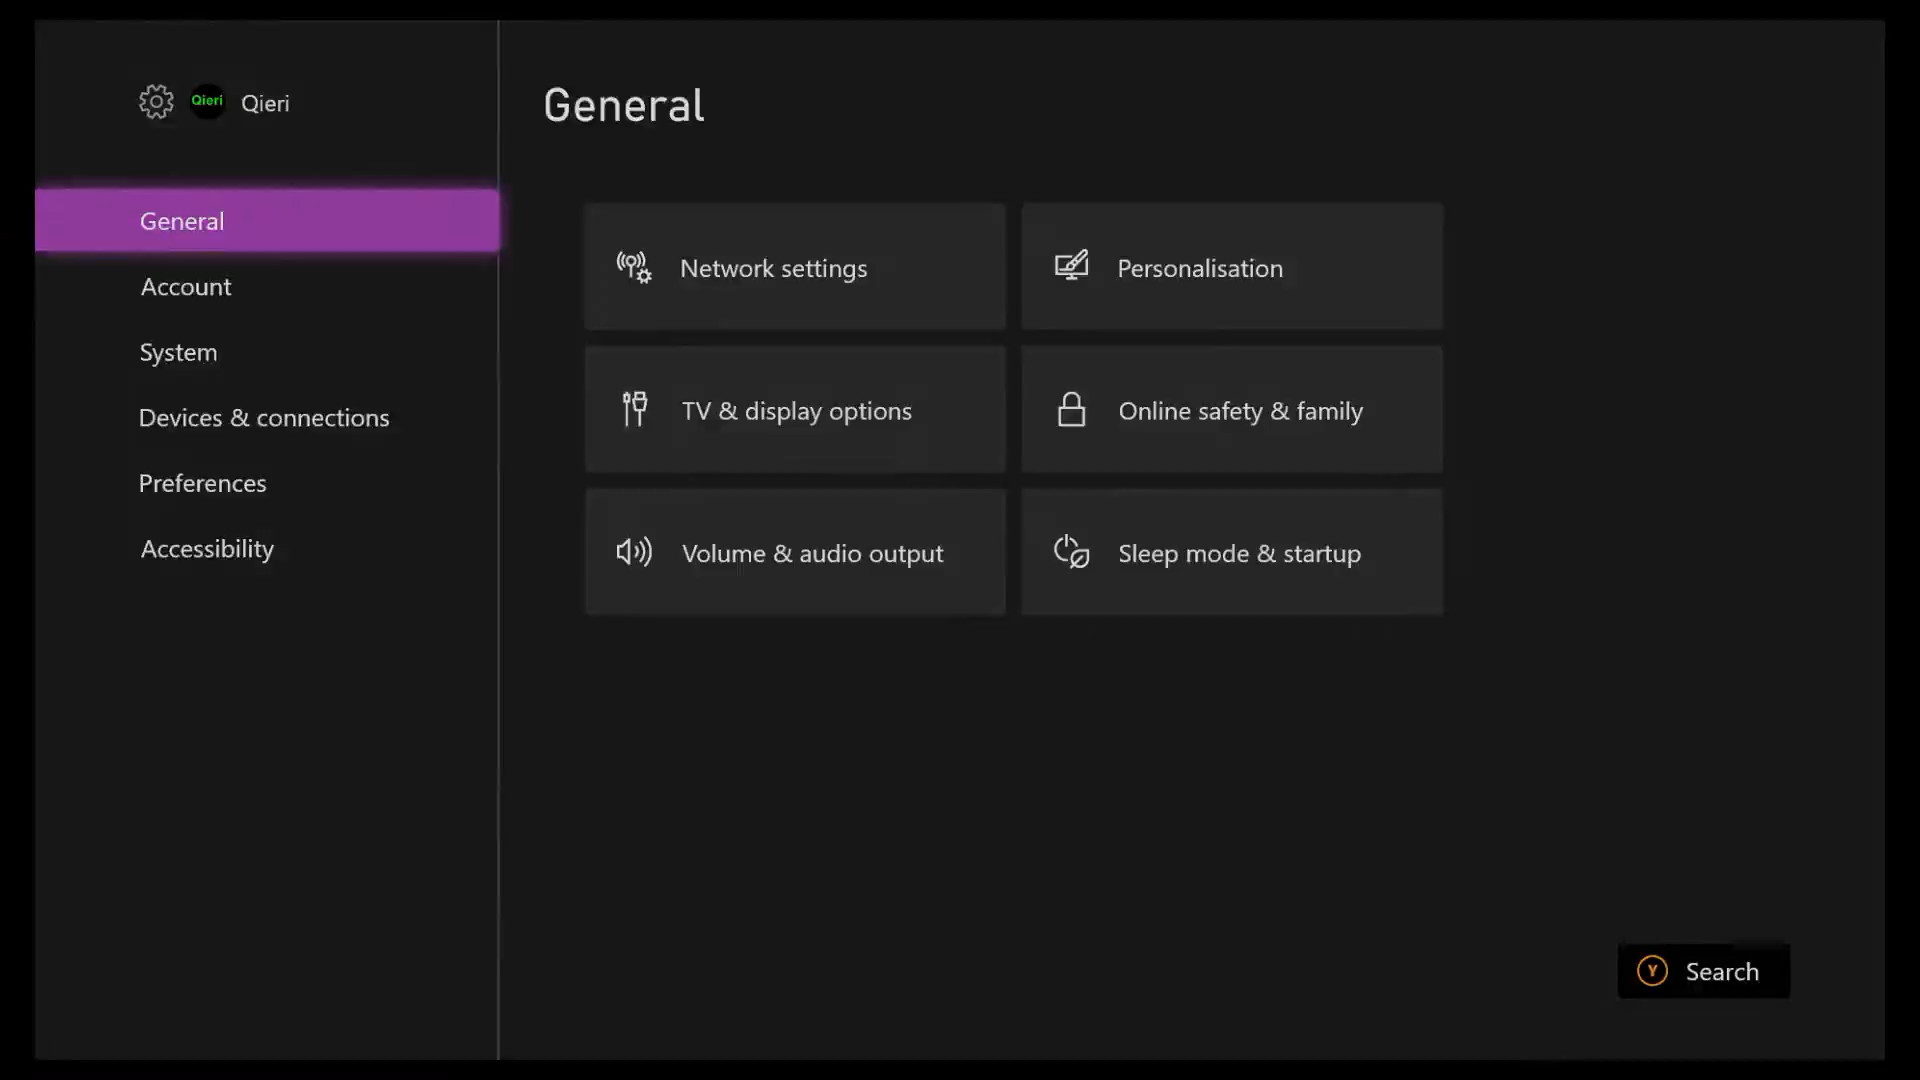 Qieri Qieri
General
Account
System
Devices & connections
Preferences
Accessibility
General
Network settings
Personalisation
TV & display options
Online safety & family
Volume & audio output
Sleep mode & startup
Y Search